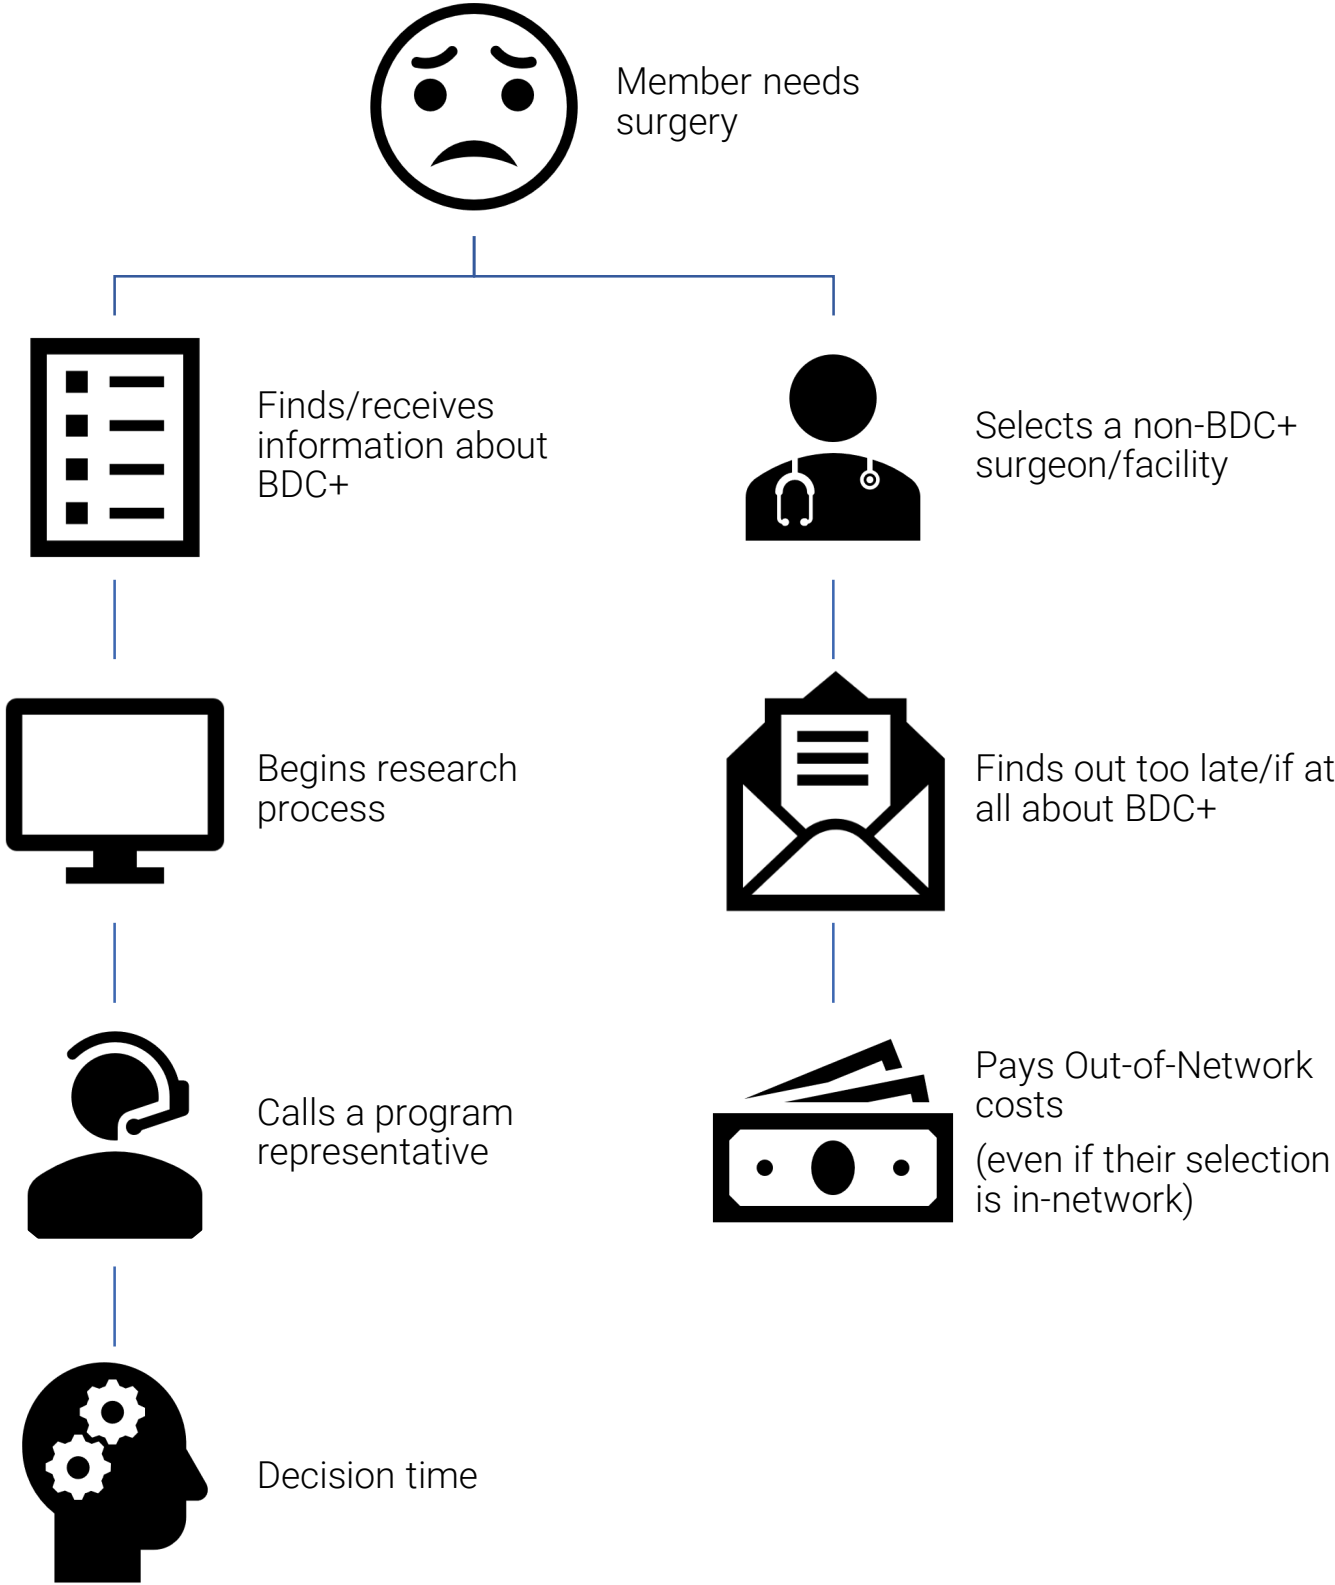 Member needs
surgery
Finds/receives
information about
BDC+
Selects a non-BDC+
surgeon/facility
Begins research
process
Finds out too late/if at
all about BDC+
Calls a program
representative
Pays Out-of-Network
costs
(even if their selection
is in-network)
Decision time